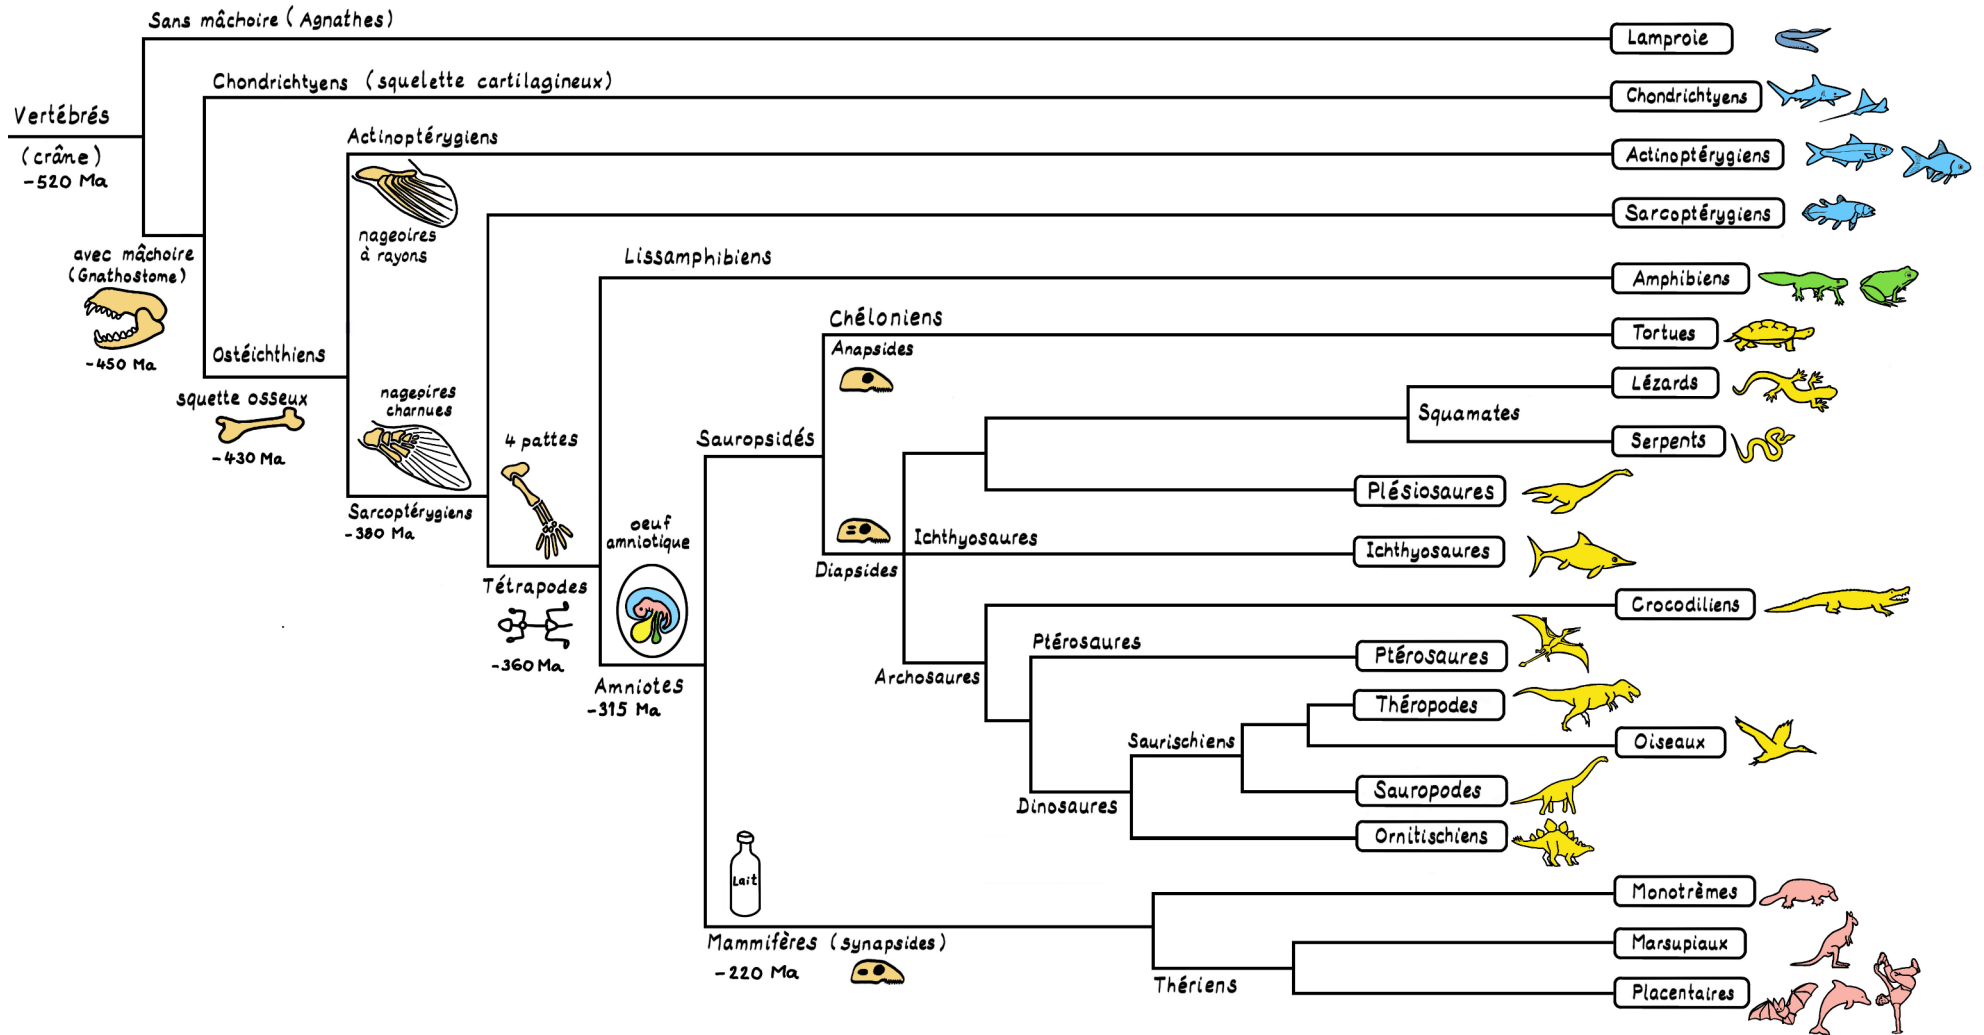 Sans mâchoire (Agnathes)
Lamproie
Chondrichtyens (squelette cartilagineux)
Chondrichtyens
Vertébrés
(crâne)
-520 Ma
Actinoptérygiens
Actinoptérygiens
nageoires
à rayons
Sarcoptérygiens
avec mâchoire
(Gnathostome)
-450 Ma
Lissamphibiens
Amphibiens
Chéloniens
Anapsides
Tortues
Ostéichthiens
squette osseux
-430 Ma
nageoires
charnues
Sarcoptérygiens
-380 Ma
4 pattes
Tétrapodes
-360 Ma
oeuf
amniotique
Amniotes
-315 Ma
Sauropsidés
Lézards
Squamates
Serpents
Plésiosaures
Diapsides
Ichthyosaures
Ichthyosaures
Crocodiliens
Archosaures
Ptérosaures
Ptérosaures
Théropodes
Saurischiens
Oiseaux
Dinosaures
Sauropodes
Ornitischiens
Lait
Mammifères (synapsides)
-220 Ma
Monotrèmes
Marsupiaux
Thériens
Placentaires